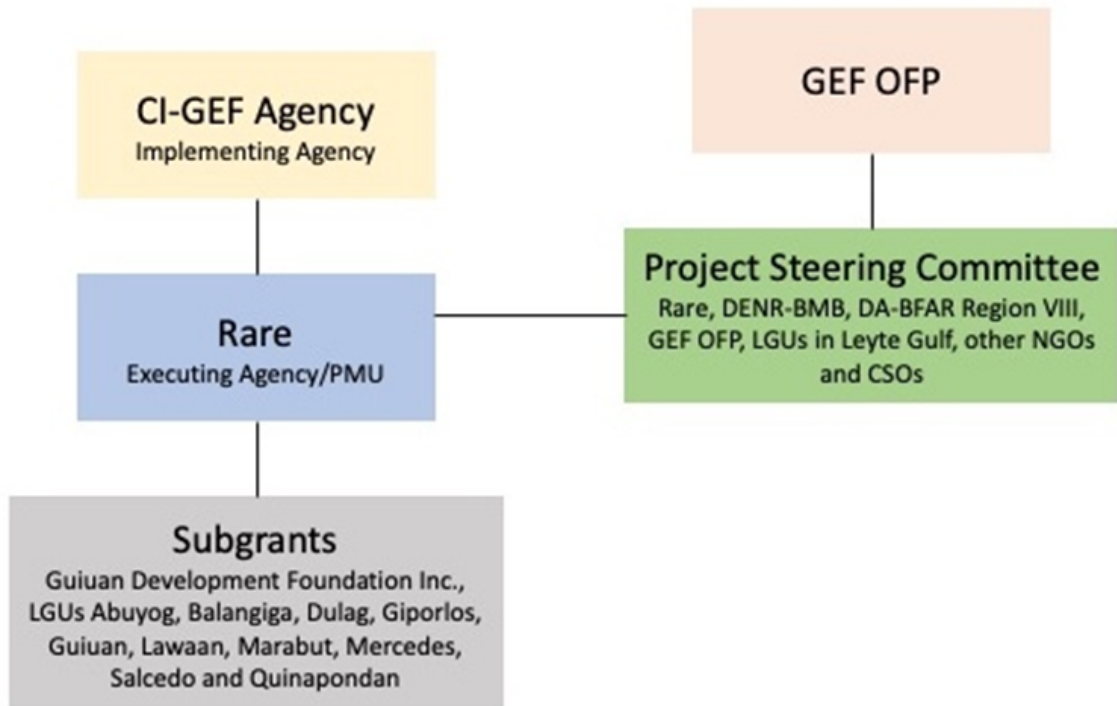 CI-GEF Agency
Implementing Agency
GEF OFP
Project Steering Committee
Rare, DENR-BMB, DA-BFAR Region VIII,
GEF OFP, LGUs in Leyte Gulf, other NGOs
and CSOs
Rare
Executing Agency/PMU
Subgrants
Guiuan Development Foundation Inc.,
LGUs Abuyog, Balangiga, Dulag, Giporlos,
Guiuan, Lawaan, Marabut, Mercedes,
Salcedo and Quinapondan